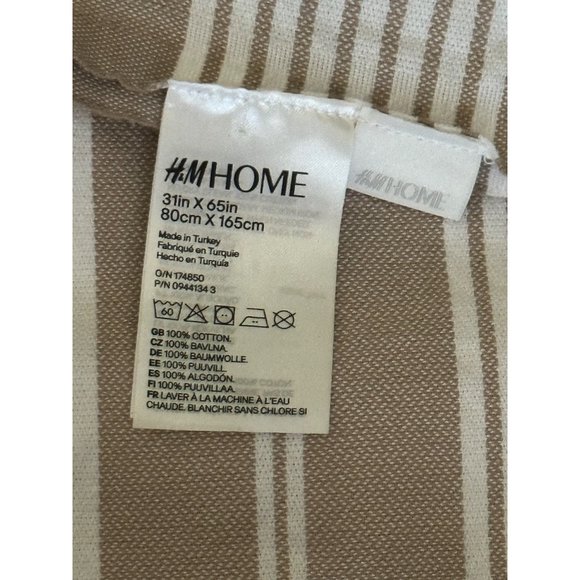 H&M HOME
31in X 65in
80cm X 165cm
Made in Turkey
Fabriqué en Turquie
Hecho en Turquía
O/N 174850
P/N 0944134 3
60
GB 100% COTTON.
CZ 100% BAVLNA.
DE 100% BAUMWOLLE.
EE 100% PUUVILL.
ES 100% ALGODÓN.
FI 100% PUUVILLAA.
FR LAVER À LA MACHINE À L'EAU
CHAUDE. BLANCHIR SANS CHLORE SI
H&M HOME